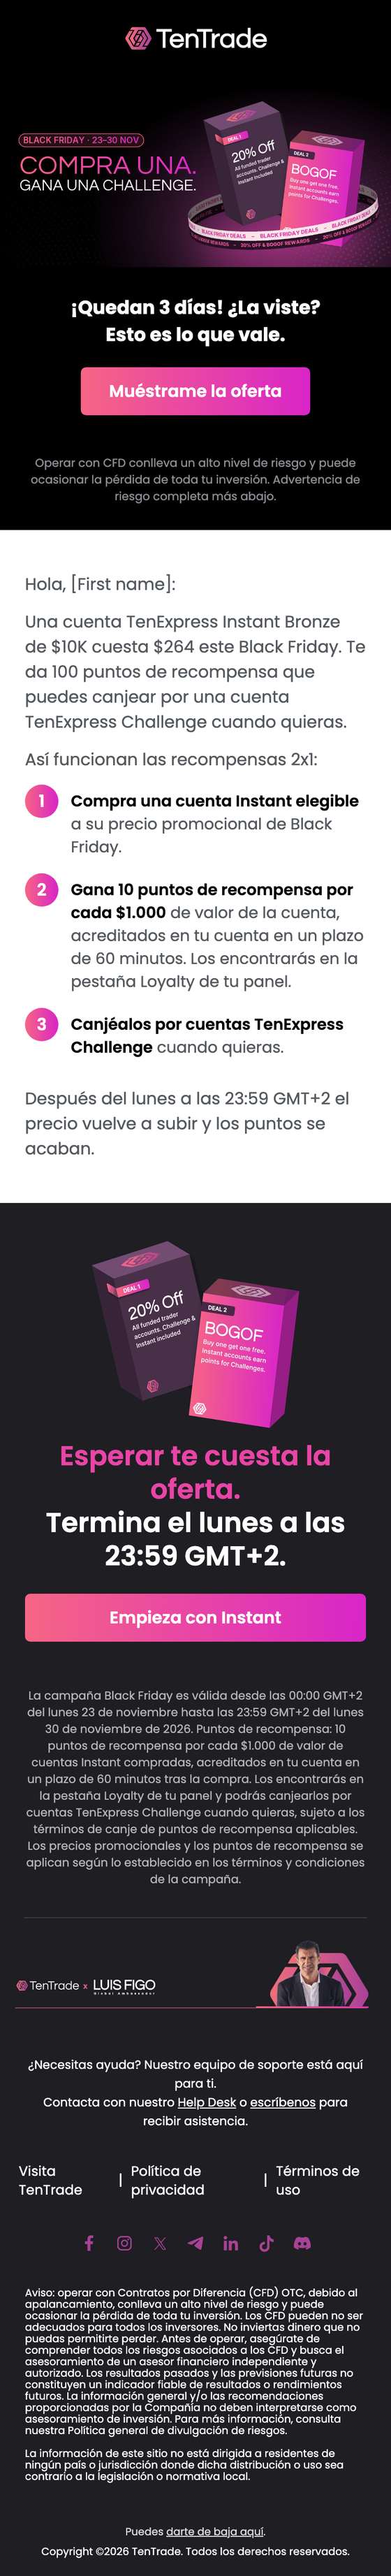 TenTrade
BLACK FRIDAY · 23–30 NOV
COMPRA UNA.
GANA UNA CHALLENGE.
DEAL 1
20% Off
All funded trader
accounts. Challenge &
Instant included
DEAL 2
BOGOF
Buy one get one free.
Instant accounts earn
points for Challenges.
BLACK FRIDAY DEALS
20% OFF & BOGOF REWARDS
¡Quedan 3 días! ¿La viste?
Esto es lo que vale.
Muéstrame la oferta
Operar con CFD conlleva un alto nivel de riesgo y puede
ocasionar la pérdida de toda tu inversión. Advertencia de
riesgo completa más abajo.
Hola, [First name]:
Una cuenta TenExpress Instant Bronze
de $10K cuesta $264 este Black Friday. Te
da 100 puntos de recompensa que
puedes canjear por una cuenta
TenExpress Challenge cuando quieras.
Así funcionan las recompensas 2x1:
1 Compra una cuenta Instant elegible
a su precio promocional de Black
Friday.
2 Gana 10 puntos de recompensa por
cada $1.000 de valor de la cuenta,
acreditados en tu cuenta en un plazo
de 60 minutos. Los encontrarás en la
pestaña Loyalty de tu panel.
3 Canjéalos por cuentas TenExpress
Challenge cuando quieras.
Después del lunes a las 23:59 GMT+2 el
precio vuelve a subir y los puntos se
acaban.
DEAL 1
20% Off
All funded trader
accounts. Challenge &
Instant included
DEAL 2
BOGOF
Buy one get one free.
Instant accounts earn
points for Challenges.
Esperar te cuesta la
oferta.
Termina el lunes a las
23:59 GMT+2.
Empieza con Instant
La campaña Black Friday es válida desde las 00:00 GMT+2
del lunes 23 de noviembre hasta las 23:59 GMT+2 del lunes
30 de noviembre de 2026. Puntos de recompensa: 10
puntos de recompensa por cada $1.000 de valor de
cuentas Instant compradas, acreditados en tu cuenta en
un plazo de 60 minutos tras la compra. Los encontrarás en
la pestaña Loyalty de tu panel y podrás canjearlos por
cuentas TenExpress Challenge cuando quieras, sujeto a los
términos de canje de puntos de recompensa aplicables.
Los precios promocionales y los puntos de recompensa se
aplican según lo establecido en los términos y condiciones
de la campaña.
TenTrade x LUIS FIGO
Global Ambassador
¿Necesitas ayuda? Nuestro equipo de soporte está aquí
para ti.
Contacta con nuestro Help Desk o escríbenos para
recibir asistencia.
Visita
TenTrade
|
Política de
privacidad
|
Términos de
uso
Aviso: operar con Contratos por Diferencia (CFD) OTC, debido al
apalancamiento, conlleva un alto nivel de riesgo y puede
ocasionar la pérdida de toda tu inversión. Los CFD pueden no ser
adecuados para todos los inversores. No inviertas dinero que no
puedas permitirte perder. Antes de operar, asegúrate de
comprender todos los riesgos asociados a los CFD y busca el
asesoramiento de un asesor financiero independiente y
autorizado. Los resultados pasados y las previsiones futuras no
constituyen un indicador fiable de resultados o rendimientos
futuros. La información general y/o las recomendaciones
proporcionadas por la Compañía no deben interpretarse como
asesoramiento de inversión. Para más información, consulta
nuestra Política general de divulgación de riesgos.
La información de este sitio no está dirigida a residentes de
ningún país o jurisdicción donde dicha distribución o uso sea
contrario a la legislación o normativa local.
Puedes darte de baja aquí.
Copyright ©2026 TenTrade. Todos los derechos reservados.